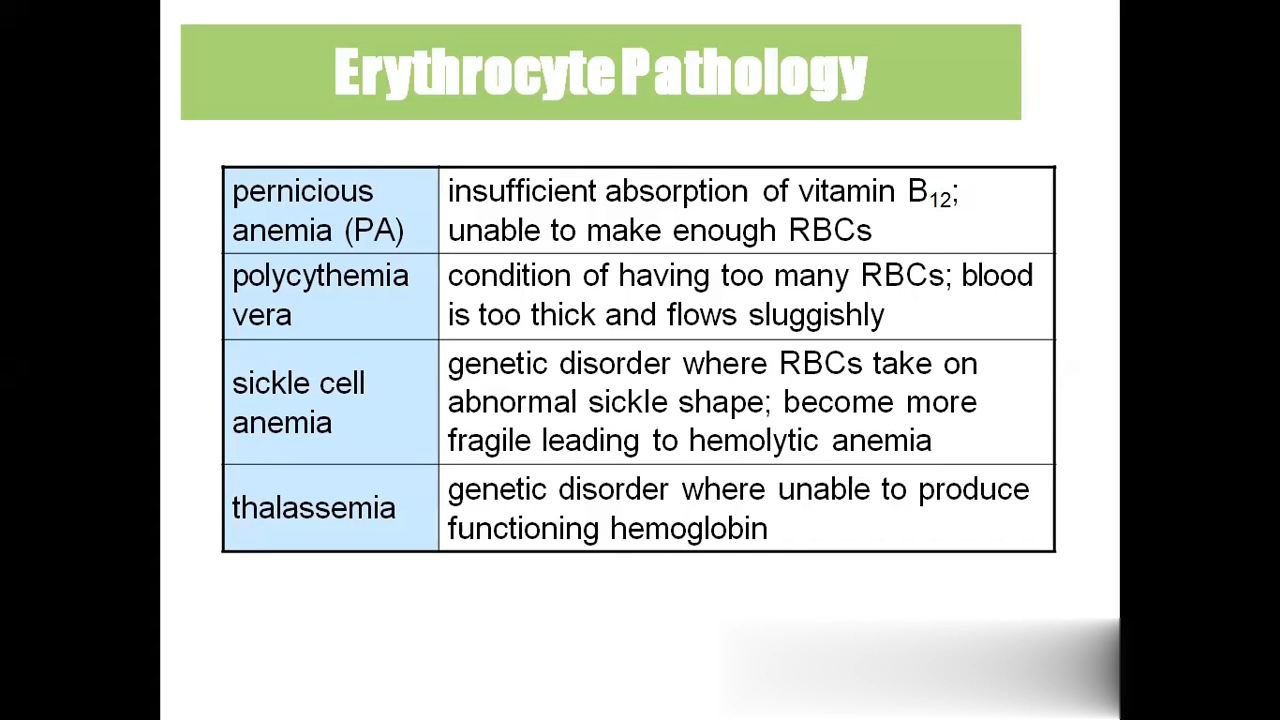 Erythrocyte Pathology
pernicious
anemia (PA)
insufficient absorption of vitamin B12;
unable to make enough RBCs
polycythemia
vera
condition of having too many RBCs; blood
is too thick and flows sluggishly
sickle cell
anemia
genetic disorder where RBCs take on
abnormal sickle shape; become more
fragile leading to hemolytic anemia
thalassemia
genetic disorder where unable to produce
functioning hemoglobin